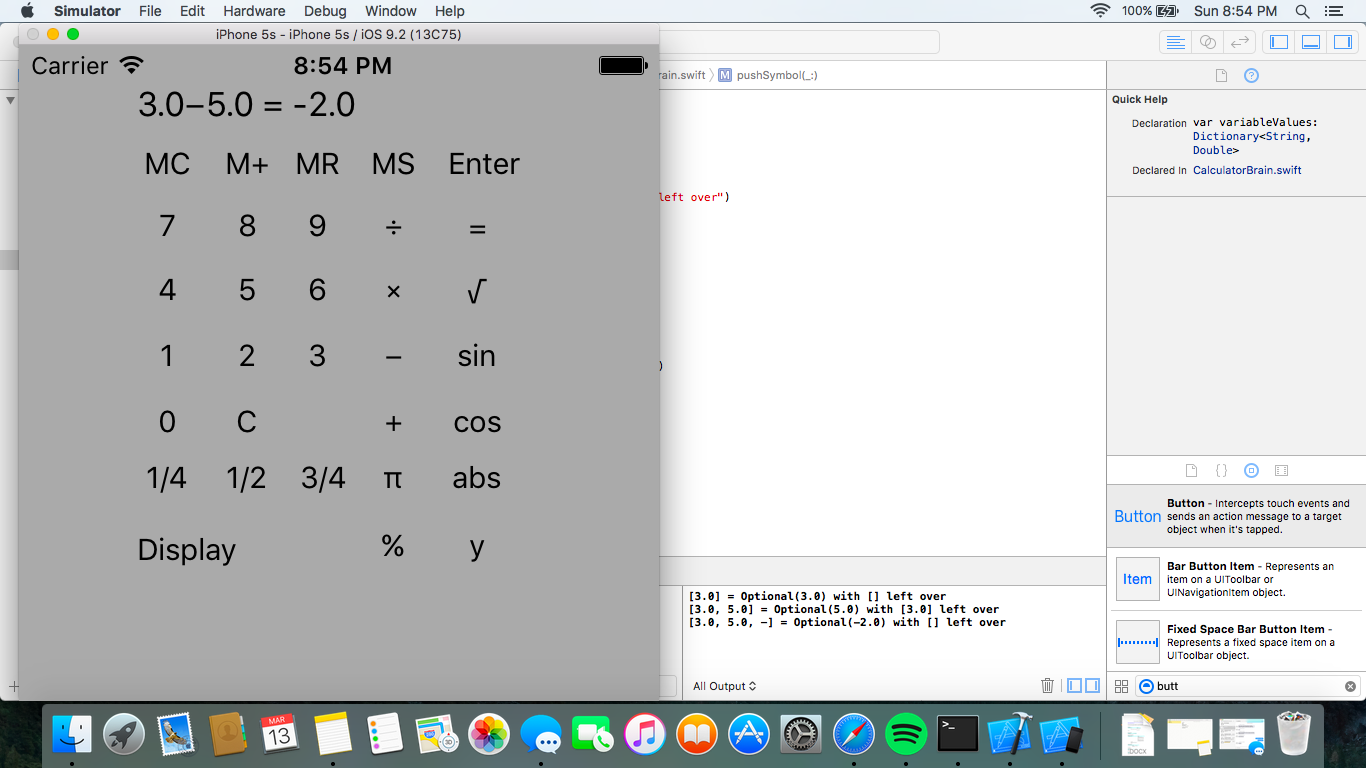 Simulator File Edit Hardware Debug Window Help 100% Sun 8:54 PM
iPhone 5s - iPhone 5s / iOS 9.2 (13C75)
Carrier 8:54 PM
3.0−5.0 = -2.0
MC M+ MR MS Enter
7 8 9 ÷ =
4 5 6 × √
1 2 3 − sin
0 C + cos
1/4 1/2 3/4 π abs
Display % y
rain.swift 〉 M pushSymbol(_:)
left over")
)
[3.0] = Optional(3.0) with [] left over
[3.0, 5.0] = Optional(5.0) with [3.0] left over
[3.0, 5.0, −] = Optional(−2.0) with [] left over
All Output
Quick Help
Declaration var variableValues:
Dictionary<String,
Double>
Declared In CalculatorBrain.swift
{ }
Button
Button - Intercepts touch events and
sends an action message to a target
object when it's tapped.
Item
Bar Button Item - Represents an
item on a UIToolbar or
UINavigationItem object.
Fixed Space Bar Button Item -
Represents a fixed space item on a
UIToolbar object.
butt
MAR
13
3D
>_
.docx